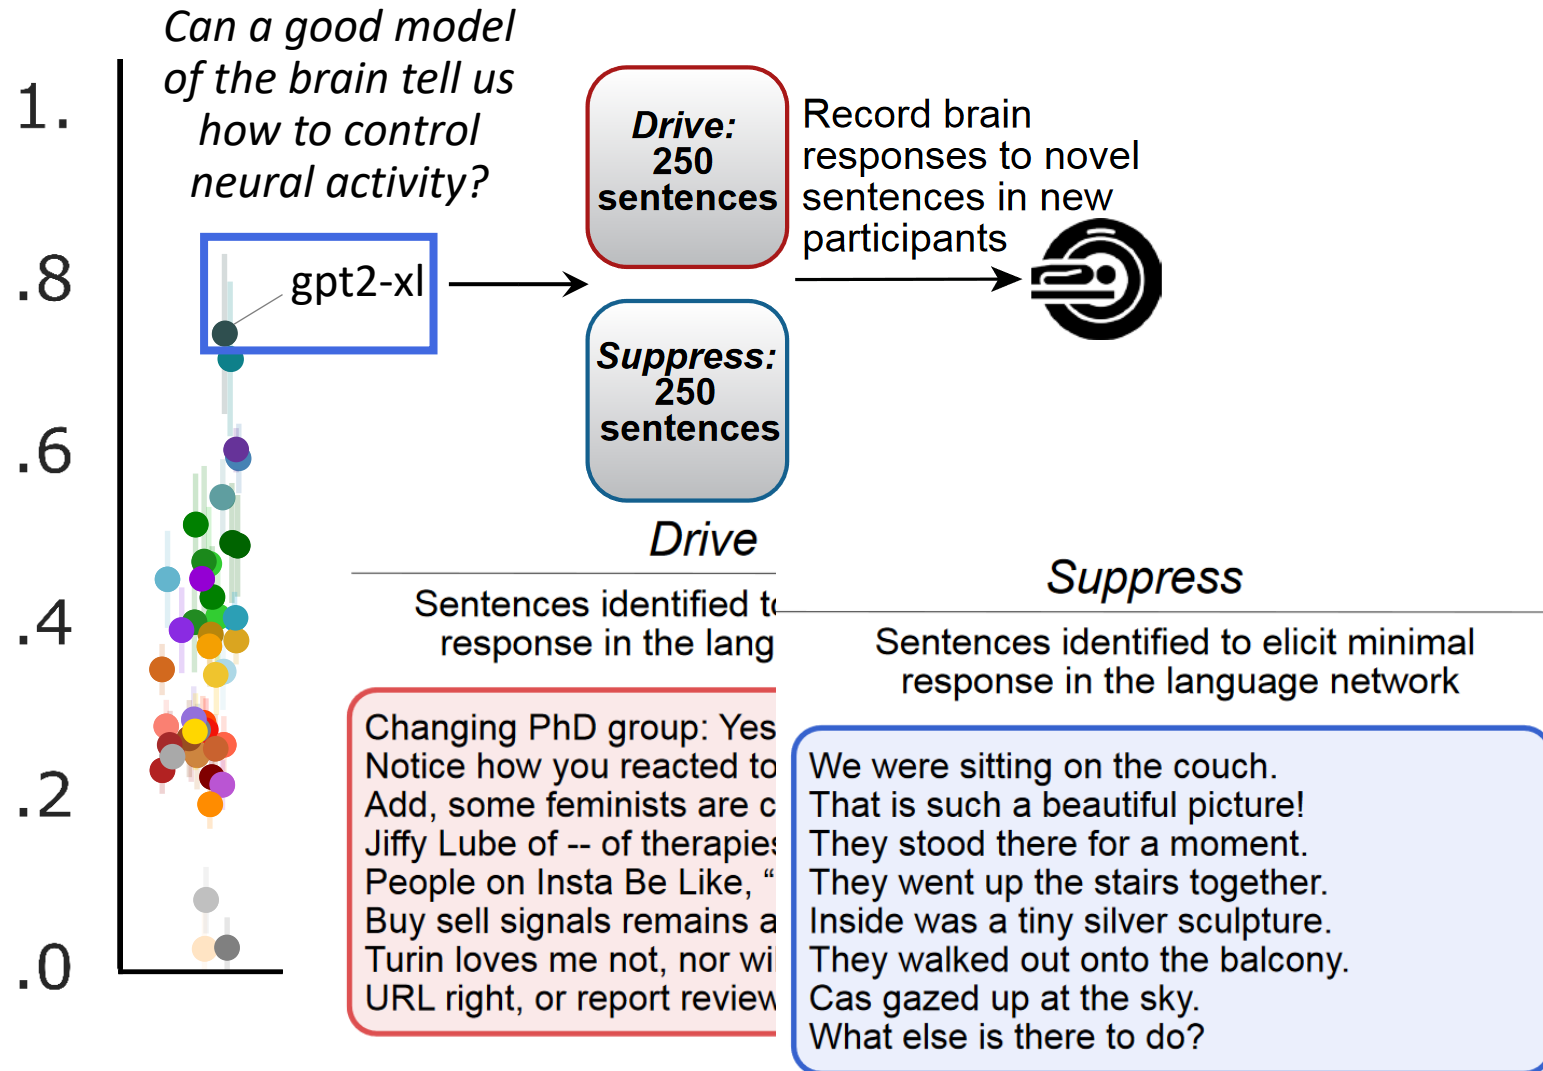 Can a good model
of the brain tell us
how to control
neural activity?
1.
.8
.6
.4
.2
.0
gpt2-xl
Drive:
250
sentences
Suppress:
250
sentences
Record brain
responses to novel
sentences in new
participants
Drive
Sentences identified to
response in the lang
Changing PhD group: Yes
Notice how you reacted to
Add, some feminists are c
Jiffy Lube of -- of therapies
People on Insta Be Like, “
Buy sell signals remains a
Turin loves me not, nor wi
URL right, or report review
Suppress
Sentences identified to elicit minimal
response in the language network
We were sitting on the couch.
That is such a beautiful picture!
They stood there for a moment.
They went up the stairs together.
Inside was a tiny silver sculpture.
They walked out onto the balcony.
Cas gazed up at the sky.
What else is there to do?